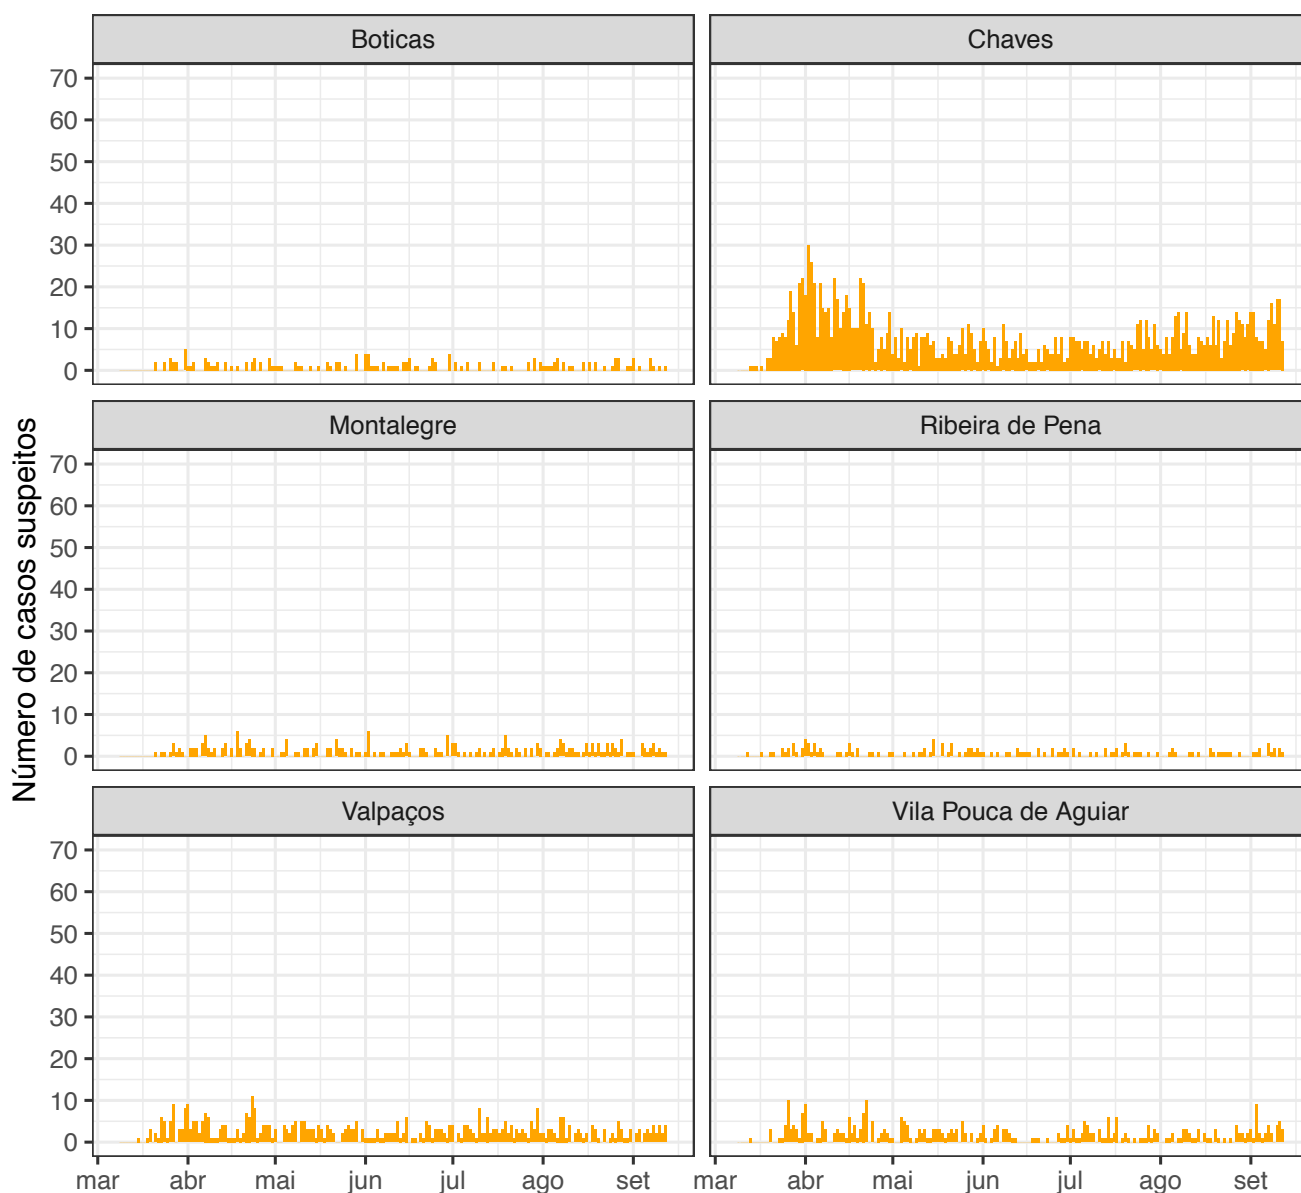 Boticas
Chaves
70
60
50
40
30
20
10
0
Montalegre
Ribeira de Pena
70
60
50
40
30
20
10
0
Número de casos suspeitos
Valpaços
Vila Pouca de Aguiar
70
60
50
40
30
20
10
0
mar abr mai jun jul ago set
mar abr mai jun jul ago set